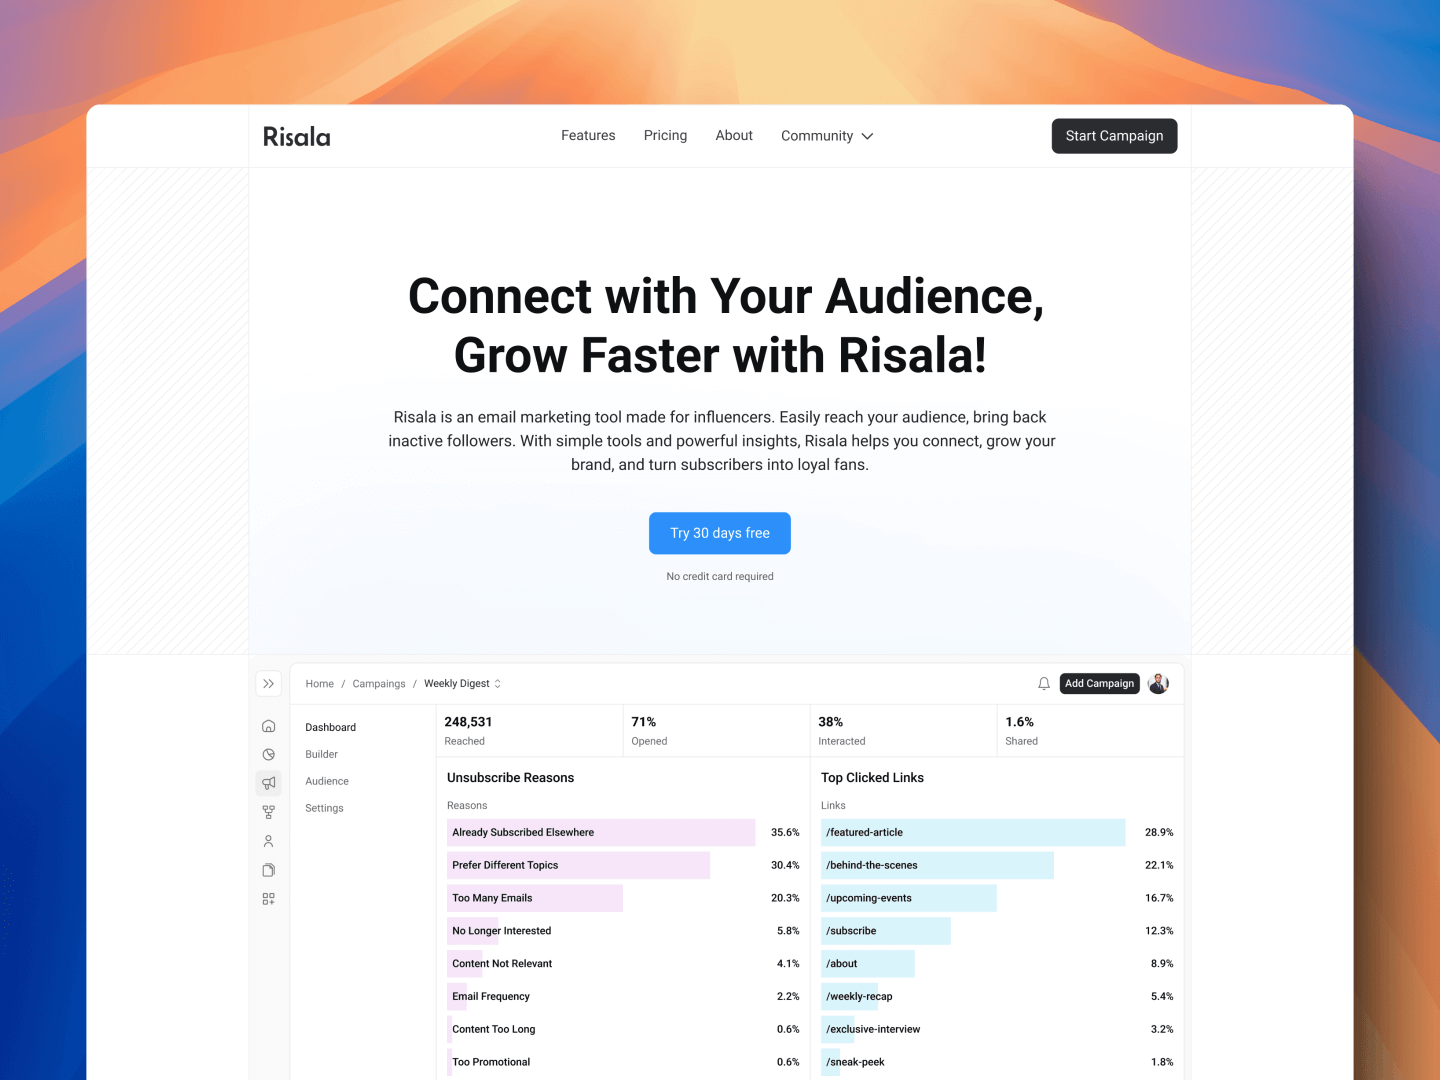 Risala
Features
Pricing
About
Community
Start Campaign
Connect with Your Audience,
Grow Faster with Risala!
Risala is an email marketing tool made for influencers. Easily reach your audience, bring back
inactive followers. With simple tools and powerful insights, Risala helps you connect, grow your
brand, and turn subscribers into loyal fans.
Try 30 days free
No credit card required
Home / Campaings / Weekly Digest
Add Campaign
Dashboard
Builder
Audience
Settings
248,531
Reached
71%
Opened
38%
Interacted
1.6%
Shared
Unsubscribe Reasons
Reasons
Already Subscribed Elsewhere 35.6%
Prefer Different Topics 30.4%
Too Many Emails 20.3%
No Longer Interested 5.8%
Content Not Relevant 4.1%
Email Frequency 2.2%
Content Too Long 0.6%
Too Promotional 0.6%
Top Clicked Links
Links
/featured-article 28.9%
/behind-the-scenes 22.1%
/upcoming-events 16.7%
/subscribe 12.3%
/about 8.9%
/weekly-recap 5.4%
/exclusive-interview 3.2%
/sneak-peek 1.8%